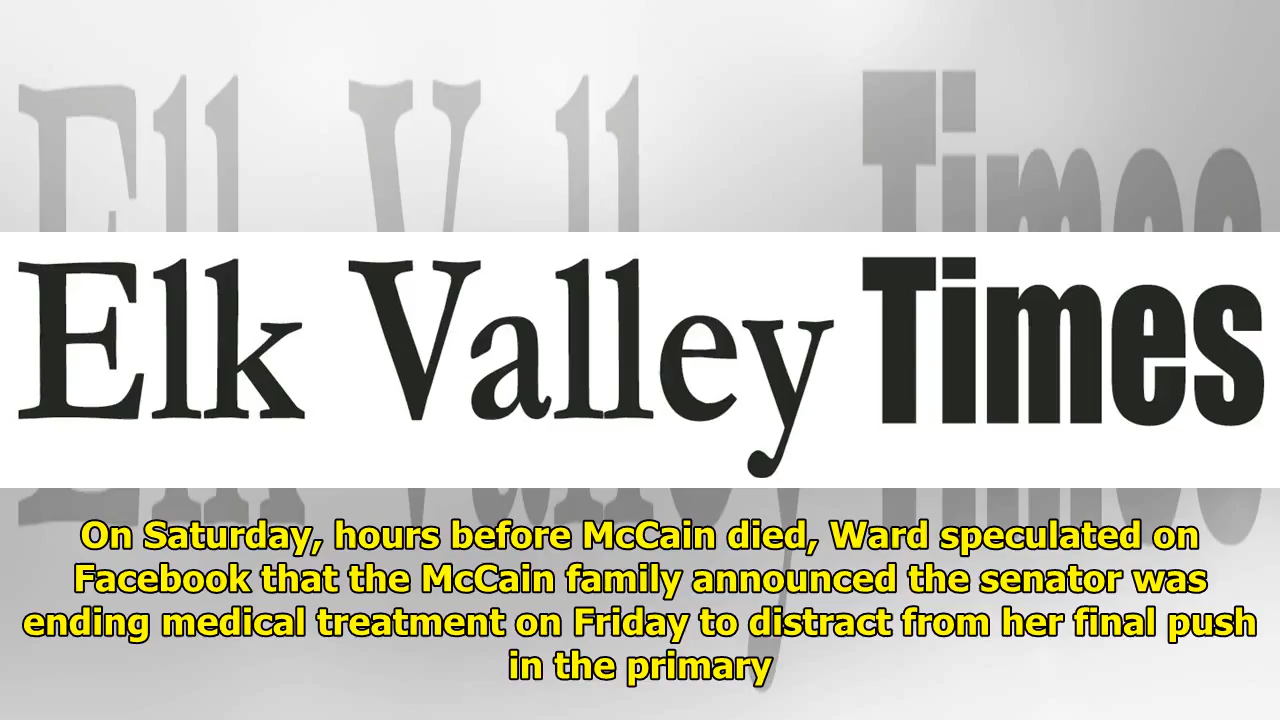 Elk Valley Times
On Saturday, hours before McCain died, Ward speculated on
Facebook that the McCain family announced the senator was
ending medical treatment on Friday to distract from her final push
in the primary